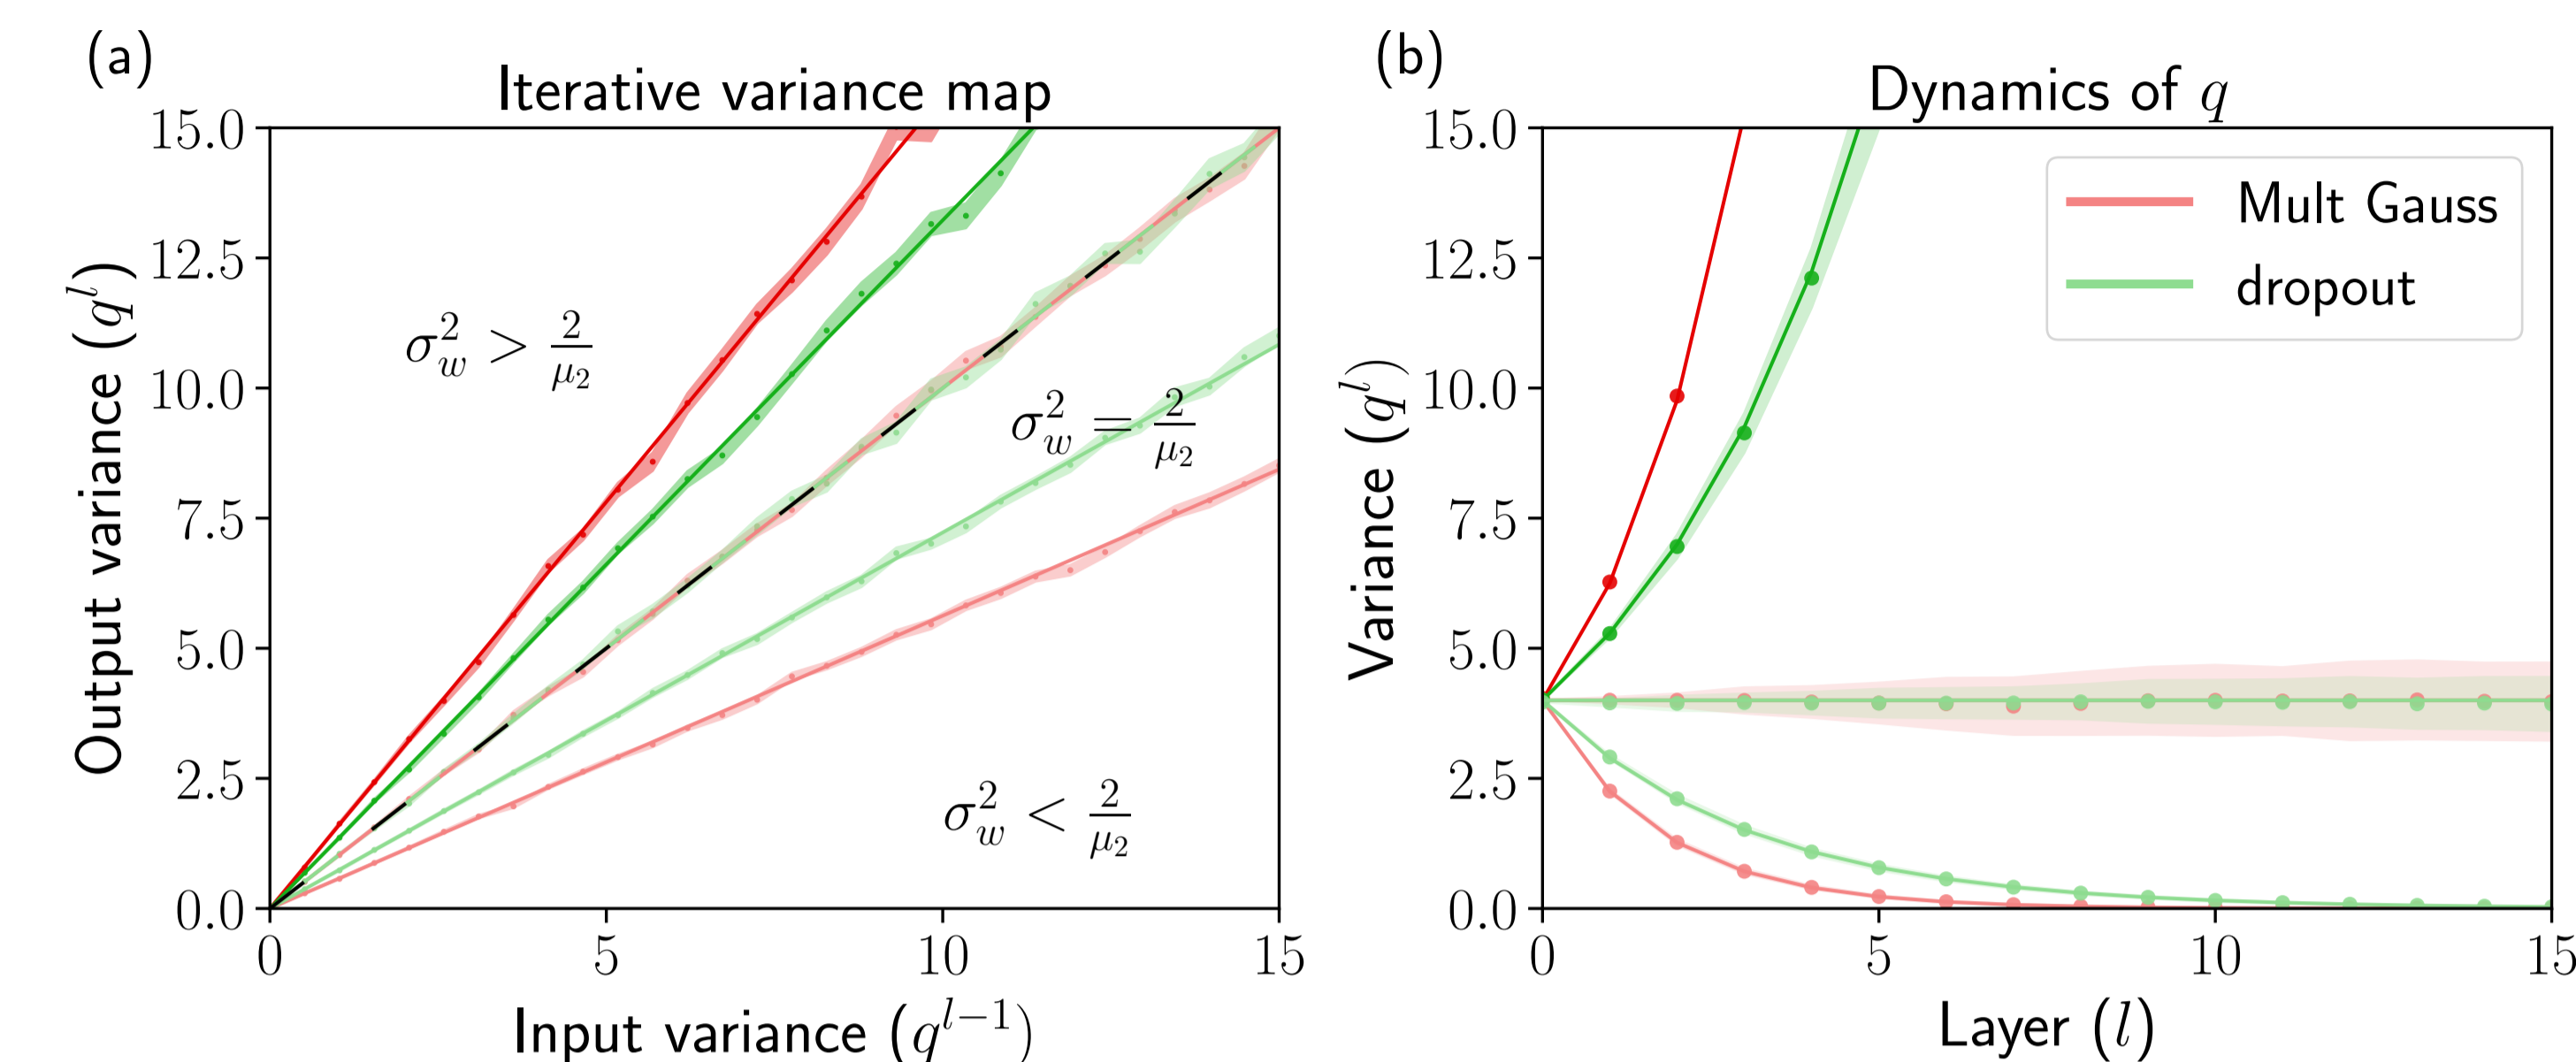 (a)
Iterative variance map
15.0
12.5
10.0
7.5
5.0
2.5
0.0
0
5
10
15
Output variance (q^l)
Input variance (q^{l−1})
σ_w^2 > 2/μ_2
σ_w^2 = 2/μ_2
σ_w^2 < 2/μ_2
(b)
Dynamics of q
15.0
12.5
10.0
7.5
5.0
2.5
0.0
0
5
10
15
Variance (q^l)
Layer (l)
Mult Gauss
dropout